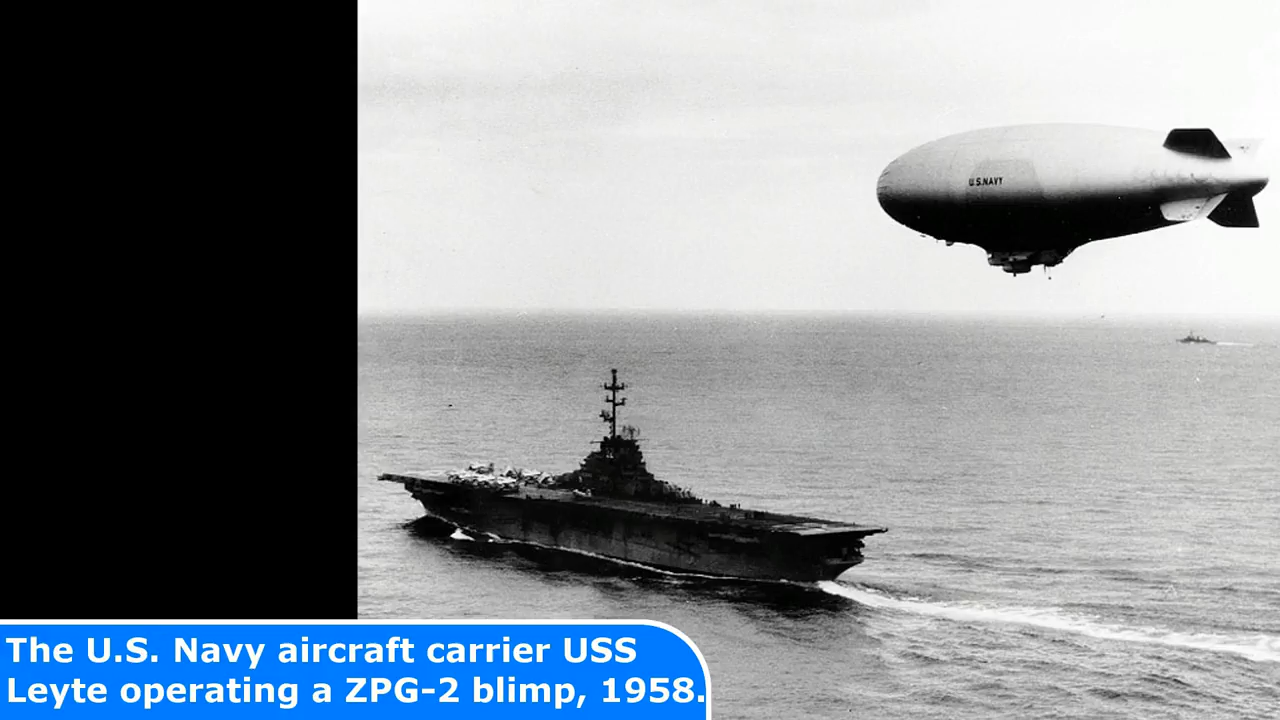 U.S.NAVY
The U.S. Navy aircraft carrier USS
Leyte operating a ZPG-2 blimp, 1958.